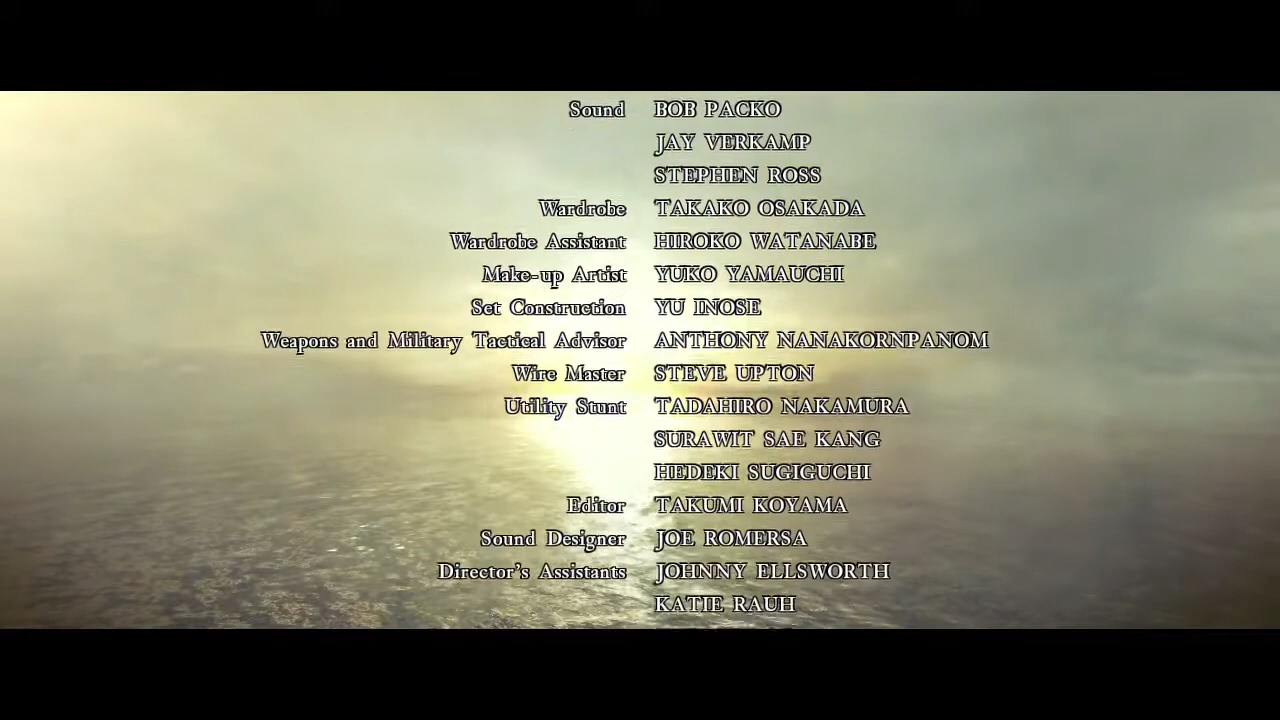 Sound BOB PACKO
JAY VERKAMP
STEPHEN ROSS
Wardrobe TAKAKO OSAKADA
Wardrobe Assistant HIROKO WATANABE
Make-up Artist YUKO YAMAUCHI
Set Construction YU INOSE
Weapons and Military Tactical Advisor ANTHONY NANAKORNPANOM
Wire Master STEVE UPTON
Utility Stunt TADAHIRO NAKAMURA
SURAWIT SAE KANG
HEDEKI SUGIGUCHI
Editor TAKUMI KOYAMA
Sound Designer JOE ROMERSA
Director's Assistants JOHNNY ELLSWORTH
KATIE RAUH